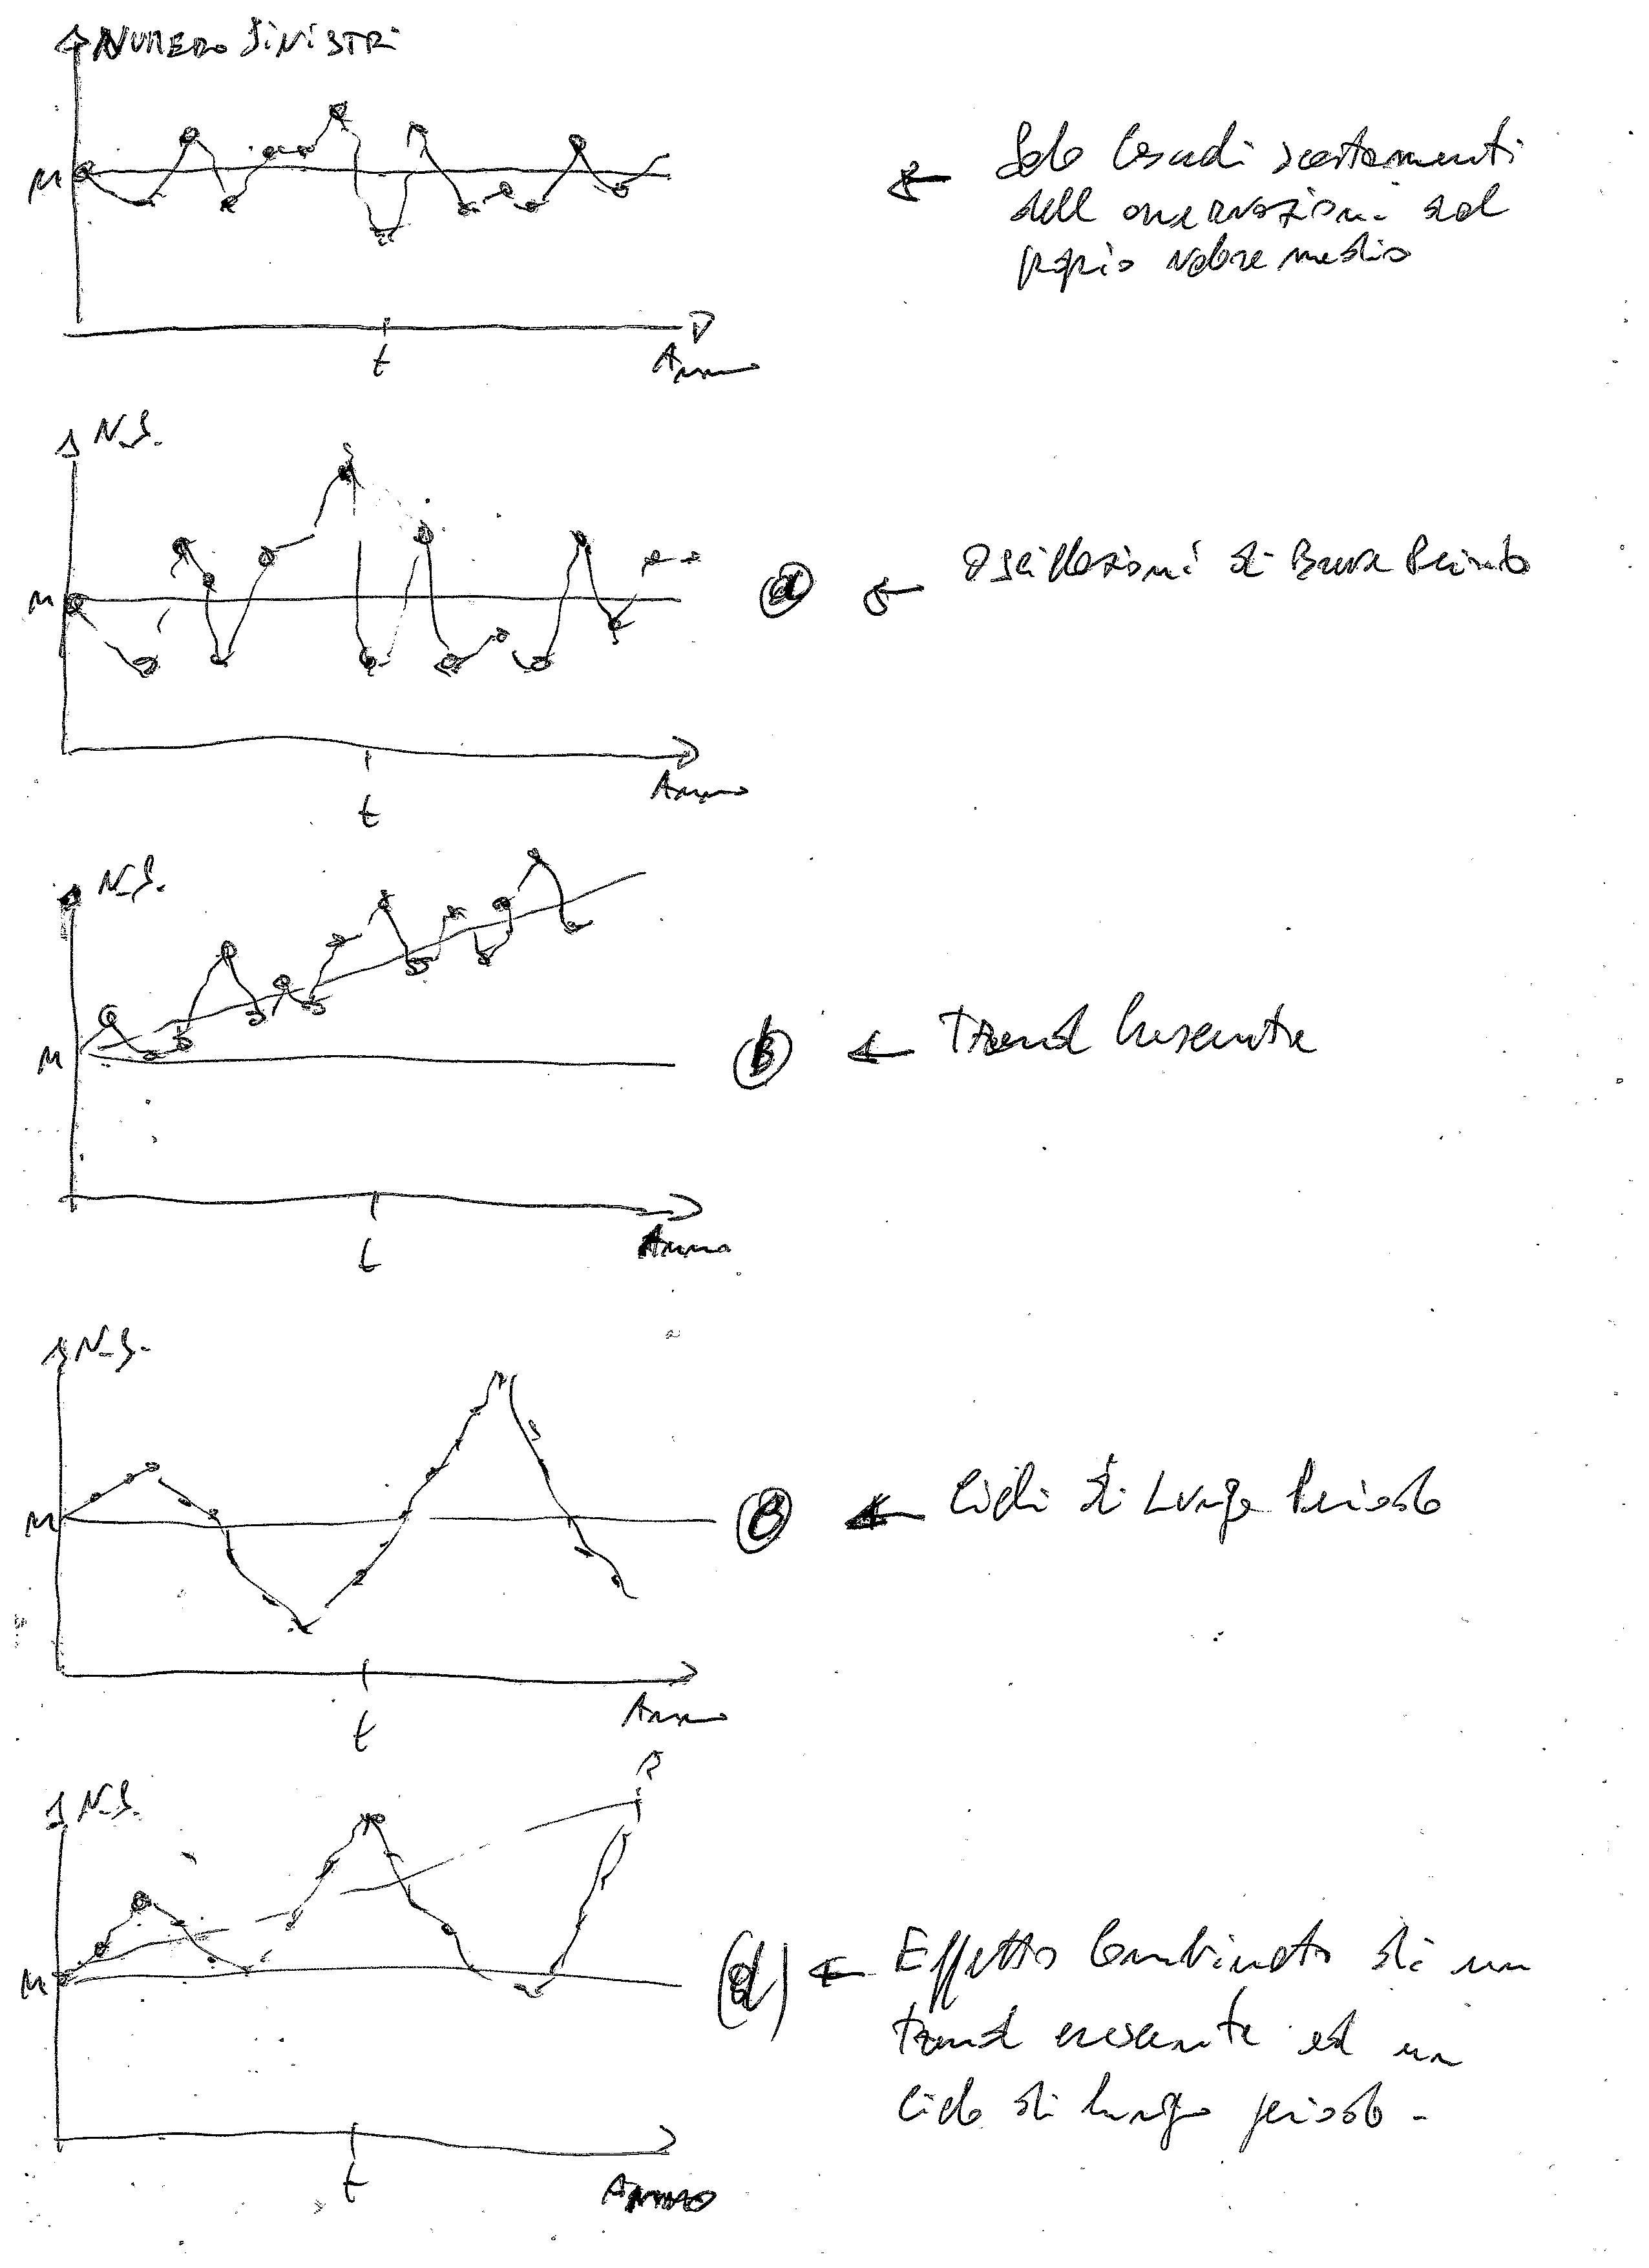 NUMERO SINISTRI
M
← Solo Casuali scostamenti
dell osservazioni dal
proprio valore medio
t
Anno
N.S.
M
(a) ← Oscillazioni di Breve Periodo
t
Anno
N.S.
M
(b) ← Trend Crescente
t
Anno
N.S.
M
(c) ← Cicli di Lungo Periodo
t
Anno
N.S.
M
(d) ← Effetto Combinato di un
trend crescente ed un
ciclo di lungo periodo.
t
Anno